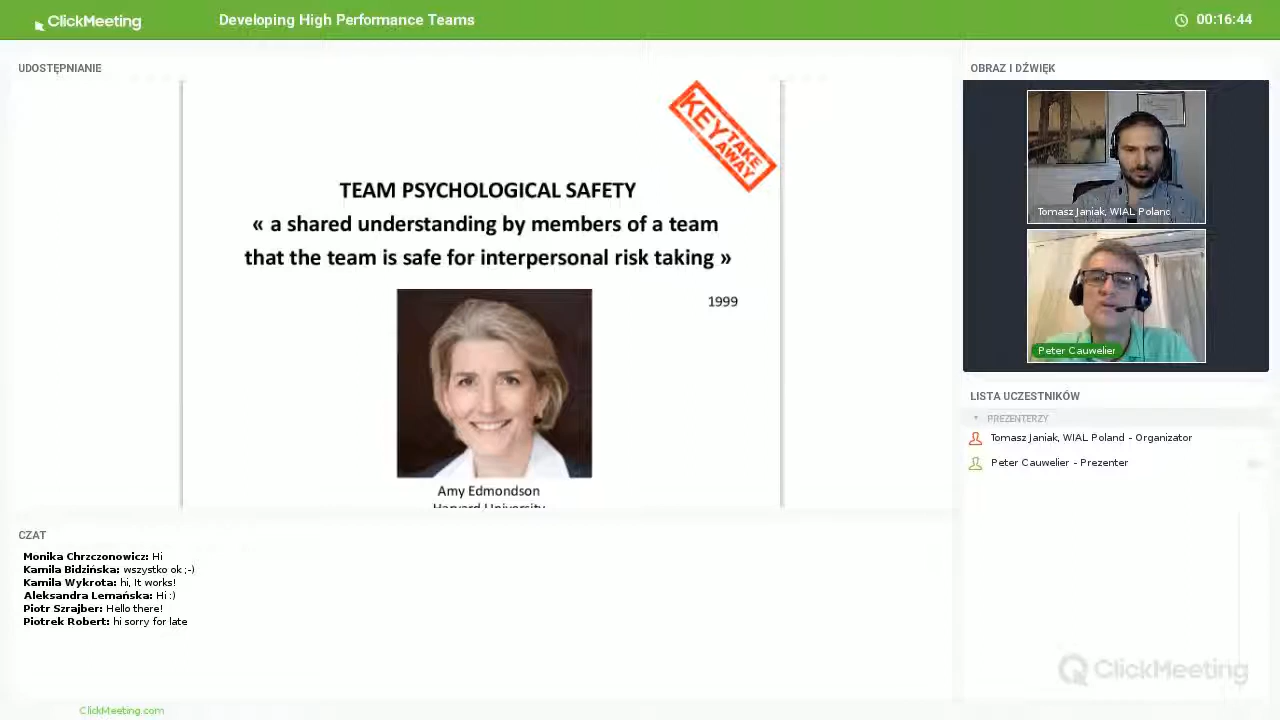 ClickMeeting
Developing High Performance Teams
00:16:44
UDOSTĘPNIANIE
KEY TAKE AWAY
TEAM PSYCHOLOGICAL SAFETY
« a shared understanding by members of a team
that the team is safe for interpersonal risk taking »
1999
Amy Edmondson
Harvard University
OBRAZ I DŹWIĘK
Tomasz Janiak, WIAL Poland
Peter Cauwelier
LISTA UCZESTNIKÓW
PREZENTERZY
Tomasz Janiak, WIAL Poland - Organizator
Peter Cauwelier - Prezenter
CZAT
Monika Chrzczonowicz: Hi
Kamila Bidzińska: wszystko ok ;-)
Kamila Wykrota: hi, It works!
Aleksandra Lemańska: Hi :)
Piotr Szrajber: Hello there!
Piotrek Robert: hi sorry for late
ClickMeeting
ClickMeeting.com